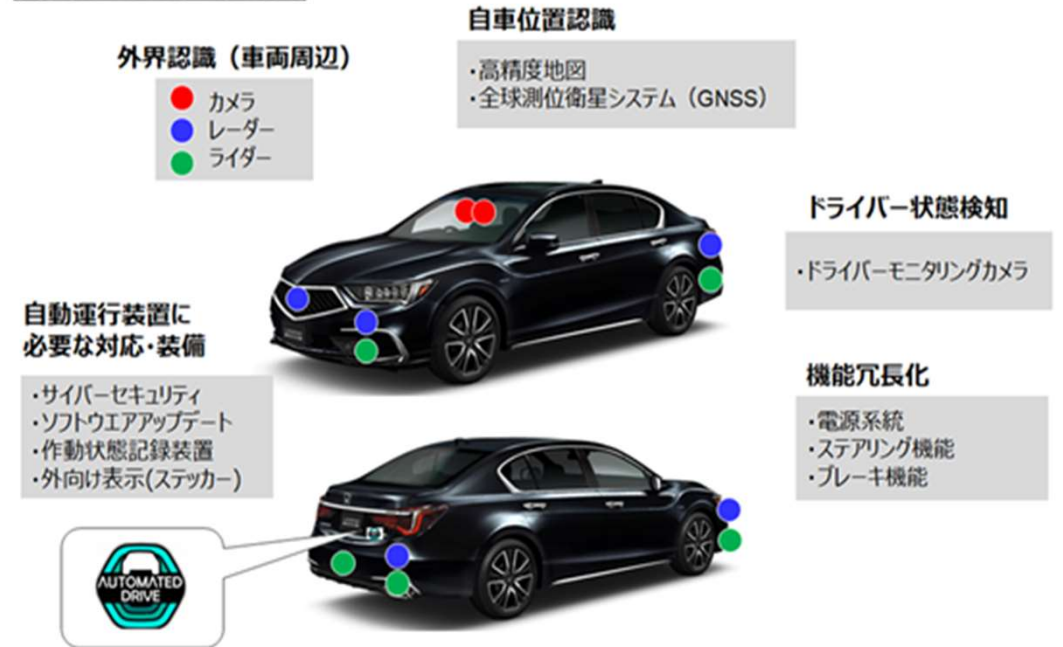 自車位置認識
・高精度地図
・全球測位衛星システム（GNSS）
外界認識（車両周辺）
カメラ
レーダー
ライダー
ドライバー状態検知
・ドライバーモニタリングカメラ
自動運行装置に
必要な対応・装備
・サイバーセキュリティ
・ソフトウエアアップデート
・作動状態記録装置
・外向け表示(ステッカー)
機能冗長化
・電源系統
・ステアリング機能
・ブレーキ機能
AUTOMATED
DRIVE